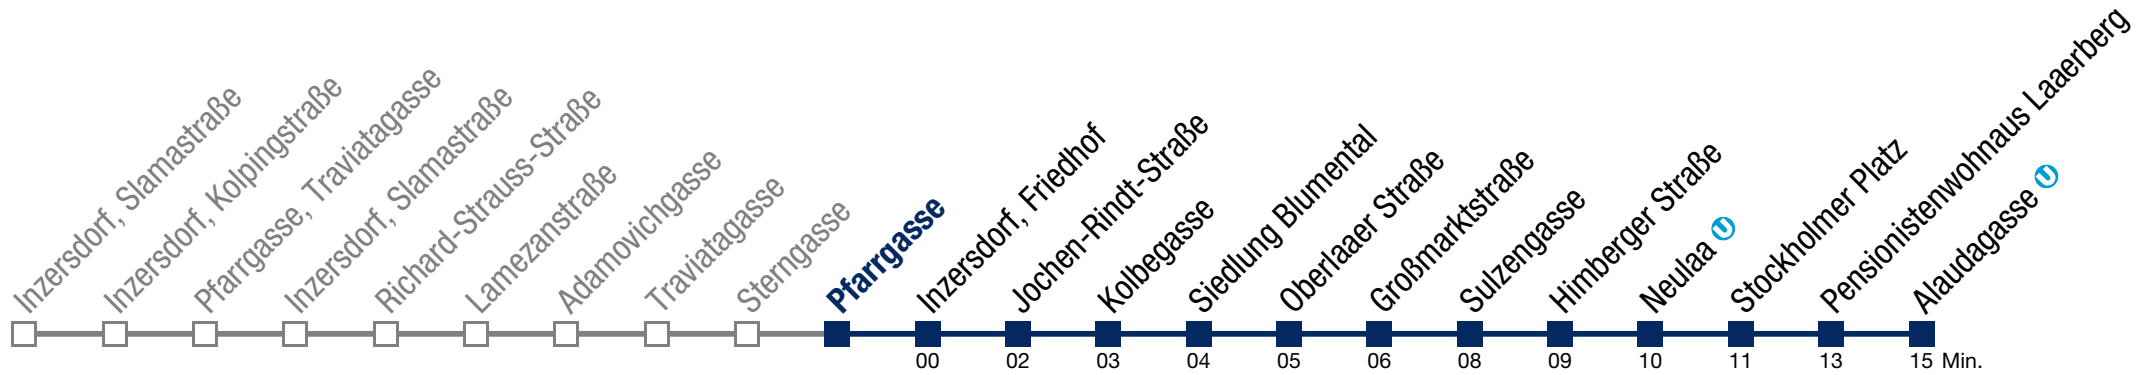 Inzersdorf, Slamastraße
Inzersdorf, Kolpingstraße
Pfarrgasse, Traviatagasse
Inzersdorf, Slamastraße
Richard-Strauss-Straße
Lamezanstraße
Adamovichgasse
Traviatagasse
Sterngasse
Pfarrgasse
Inzersdorf, Friedhof
Jochen-Rindt-Straße
Kolbegasse
Siedlung Blumental
Oberlaaer Straße
Großmarktstraße
Sulzengasse
Himberger Straße
Neulaa U
Stockholmer Platz
Pensionistenwohnaus Laaerberg
Alaudagasse U
00 02 03 04 05 06 08 09 10 11 13 15 Min.